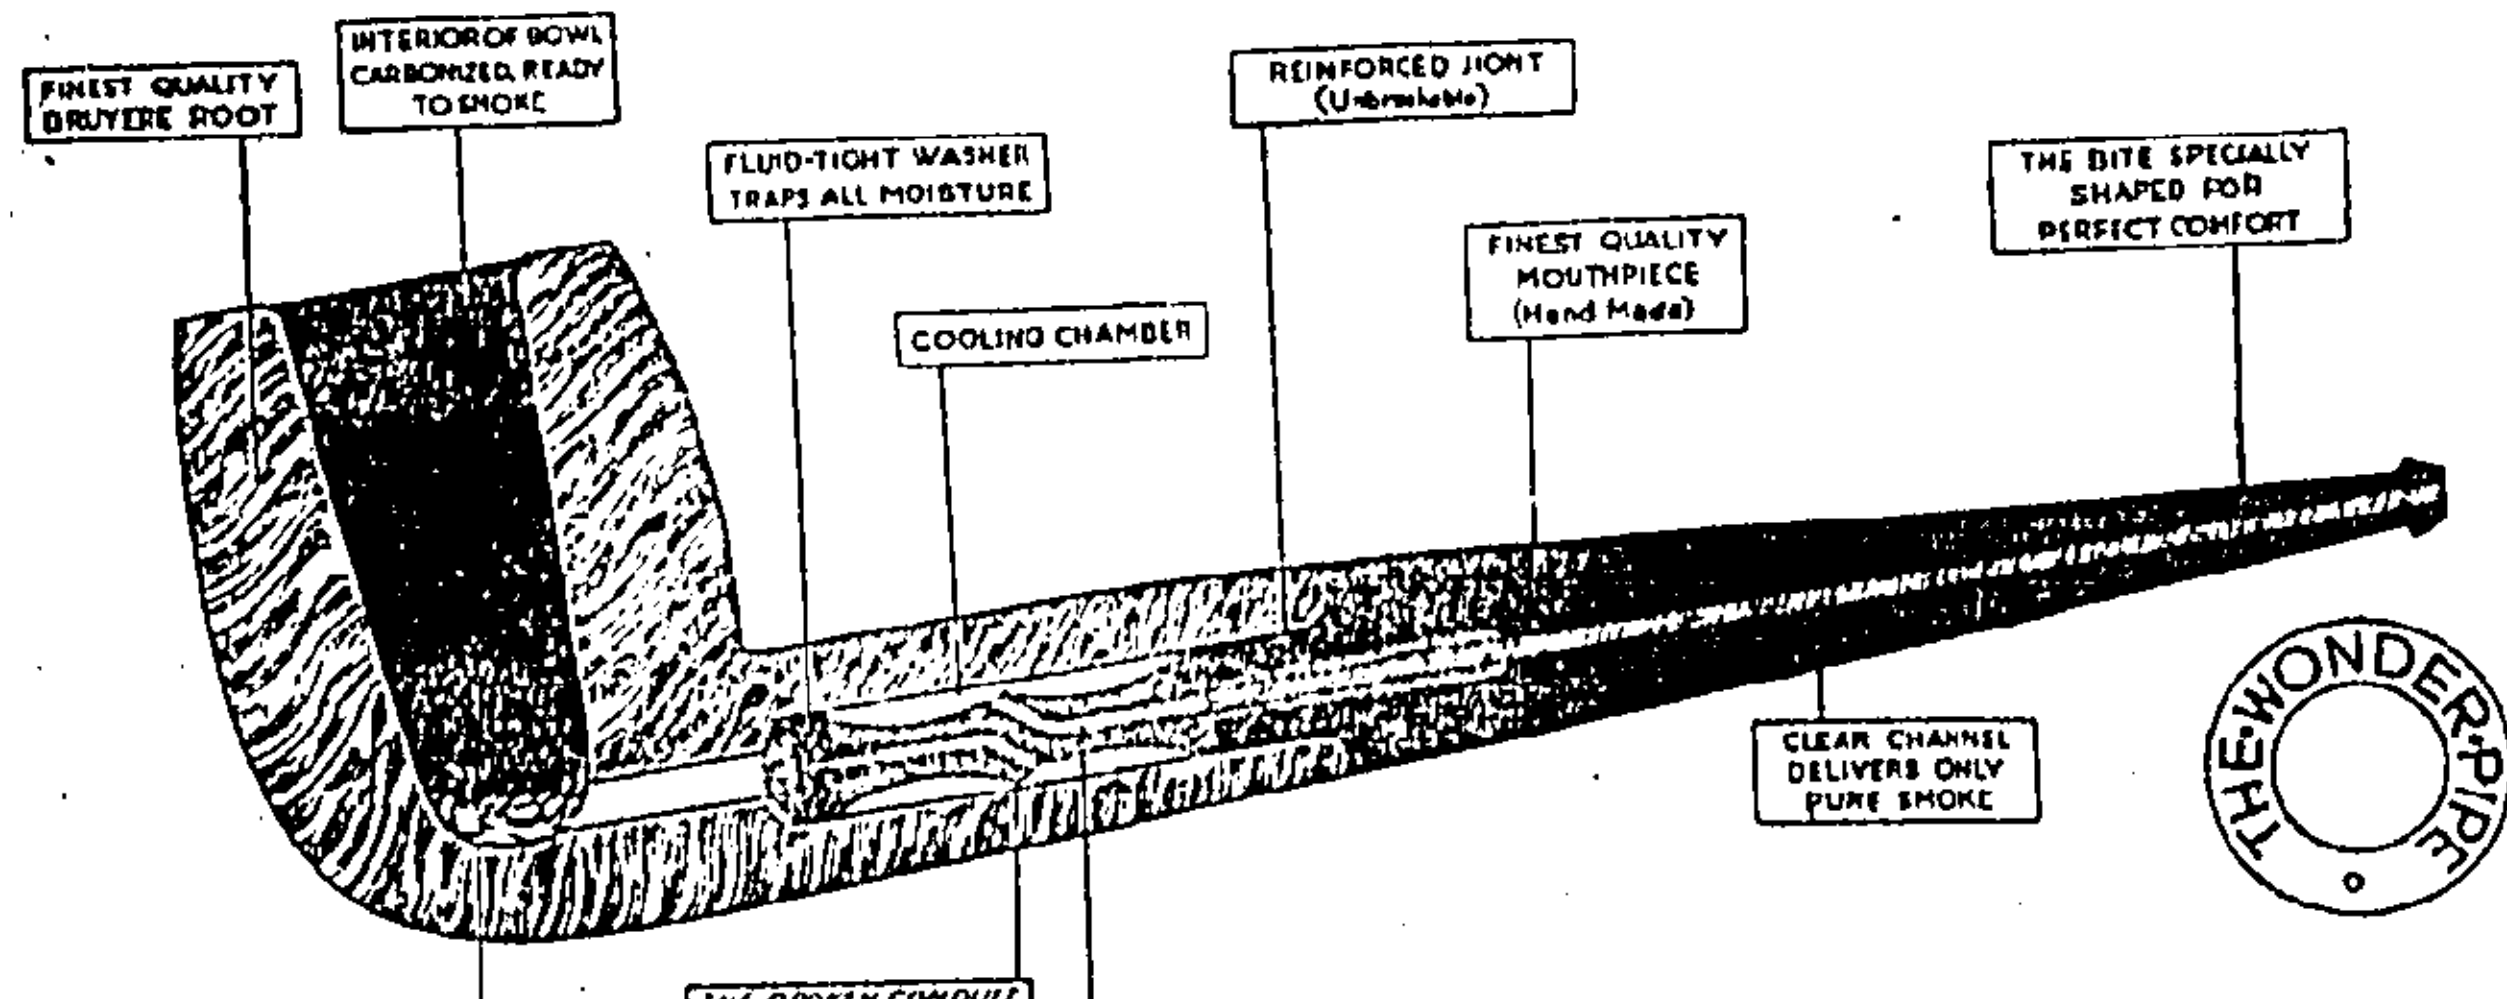 FINEST QUALITY
BRUYERE ROOT
INTERIOR OF BOWL
CARBONIZED, READY
TO SMOKE
FLUID-TIGHT WASHER
TRAPS ALL MOISTURE
COOLING CHAMBER
REINFORCED JIONT
(Unbreakable)
FINEST QUALITY
MOUTHPIECE
(Hand Made)
THE BITE SPECIALLY
SHAPED FOR
PERFECT COMFORT
CLEAR CHANNEL
DELIVERS ONLY
PURE SMOKE
THE·WONDER·PIPE